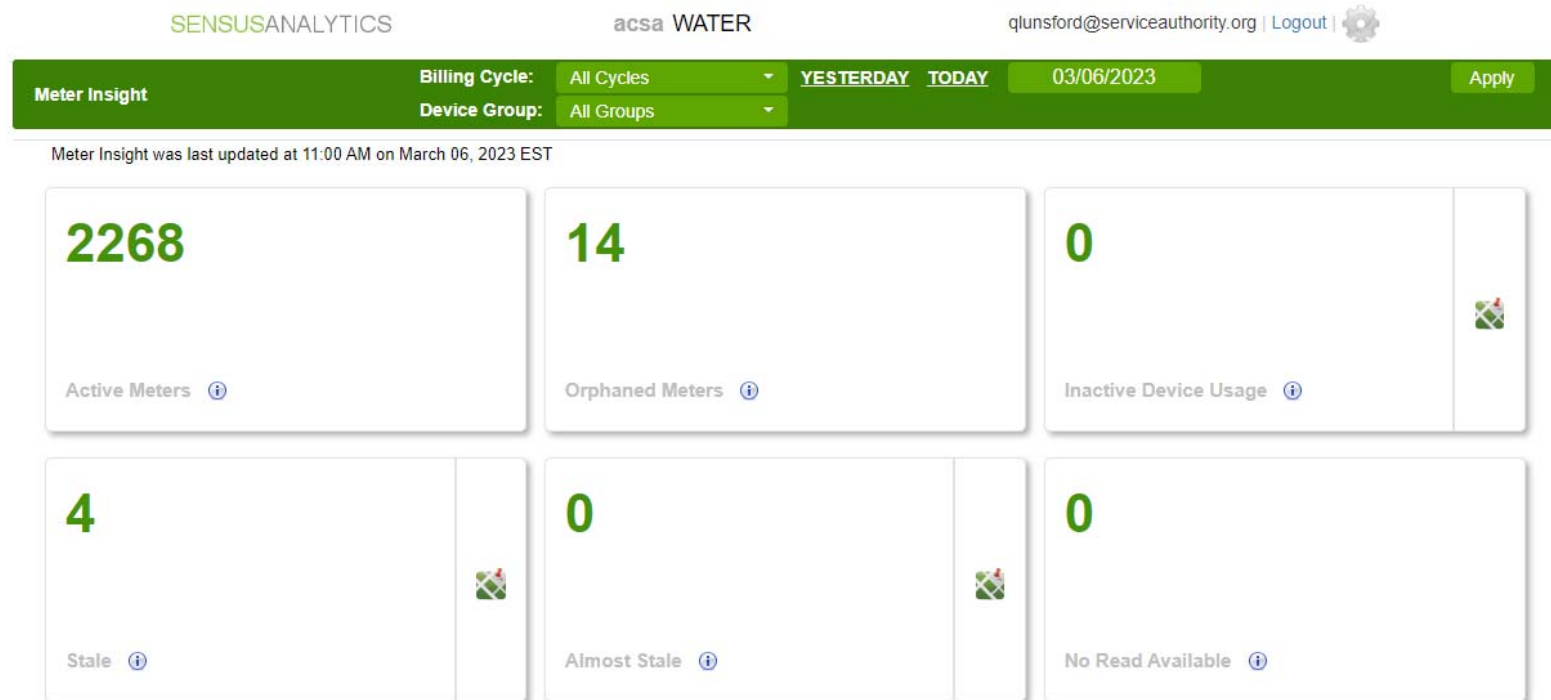 SENSUSANALYTICS acsa WATER qlunsford@serviceauthority.org | Logout |
Meter Insight
Billing Cycle: All Cycles YESTERDAY TODAY 03/06/2023 Apply
Device Group: All Groups
Meter Insight was last updated at 11:00 AM on March 06, 2023 EST
2268
Active Meters
14
Orphaned Meters
0
Inactive Device Usage
4
Stale
0
Almost Stale
0
No Read Available